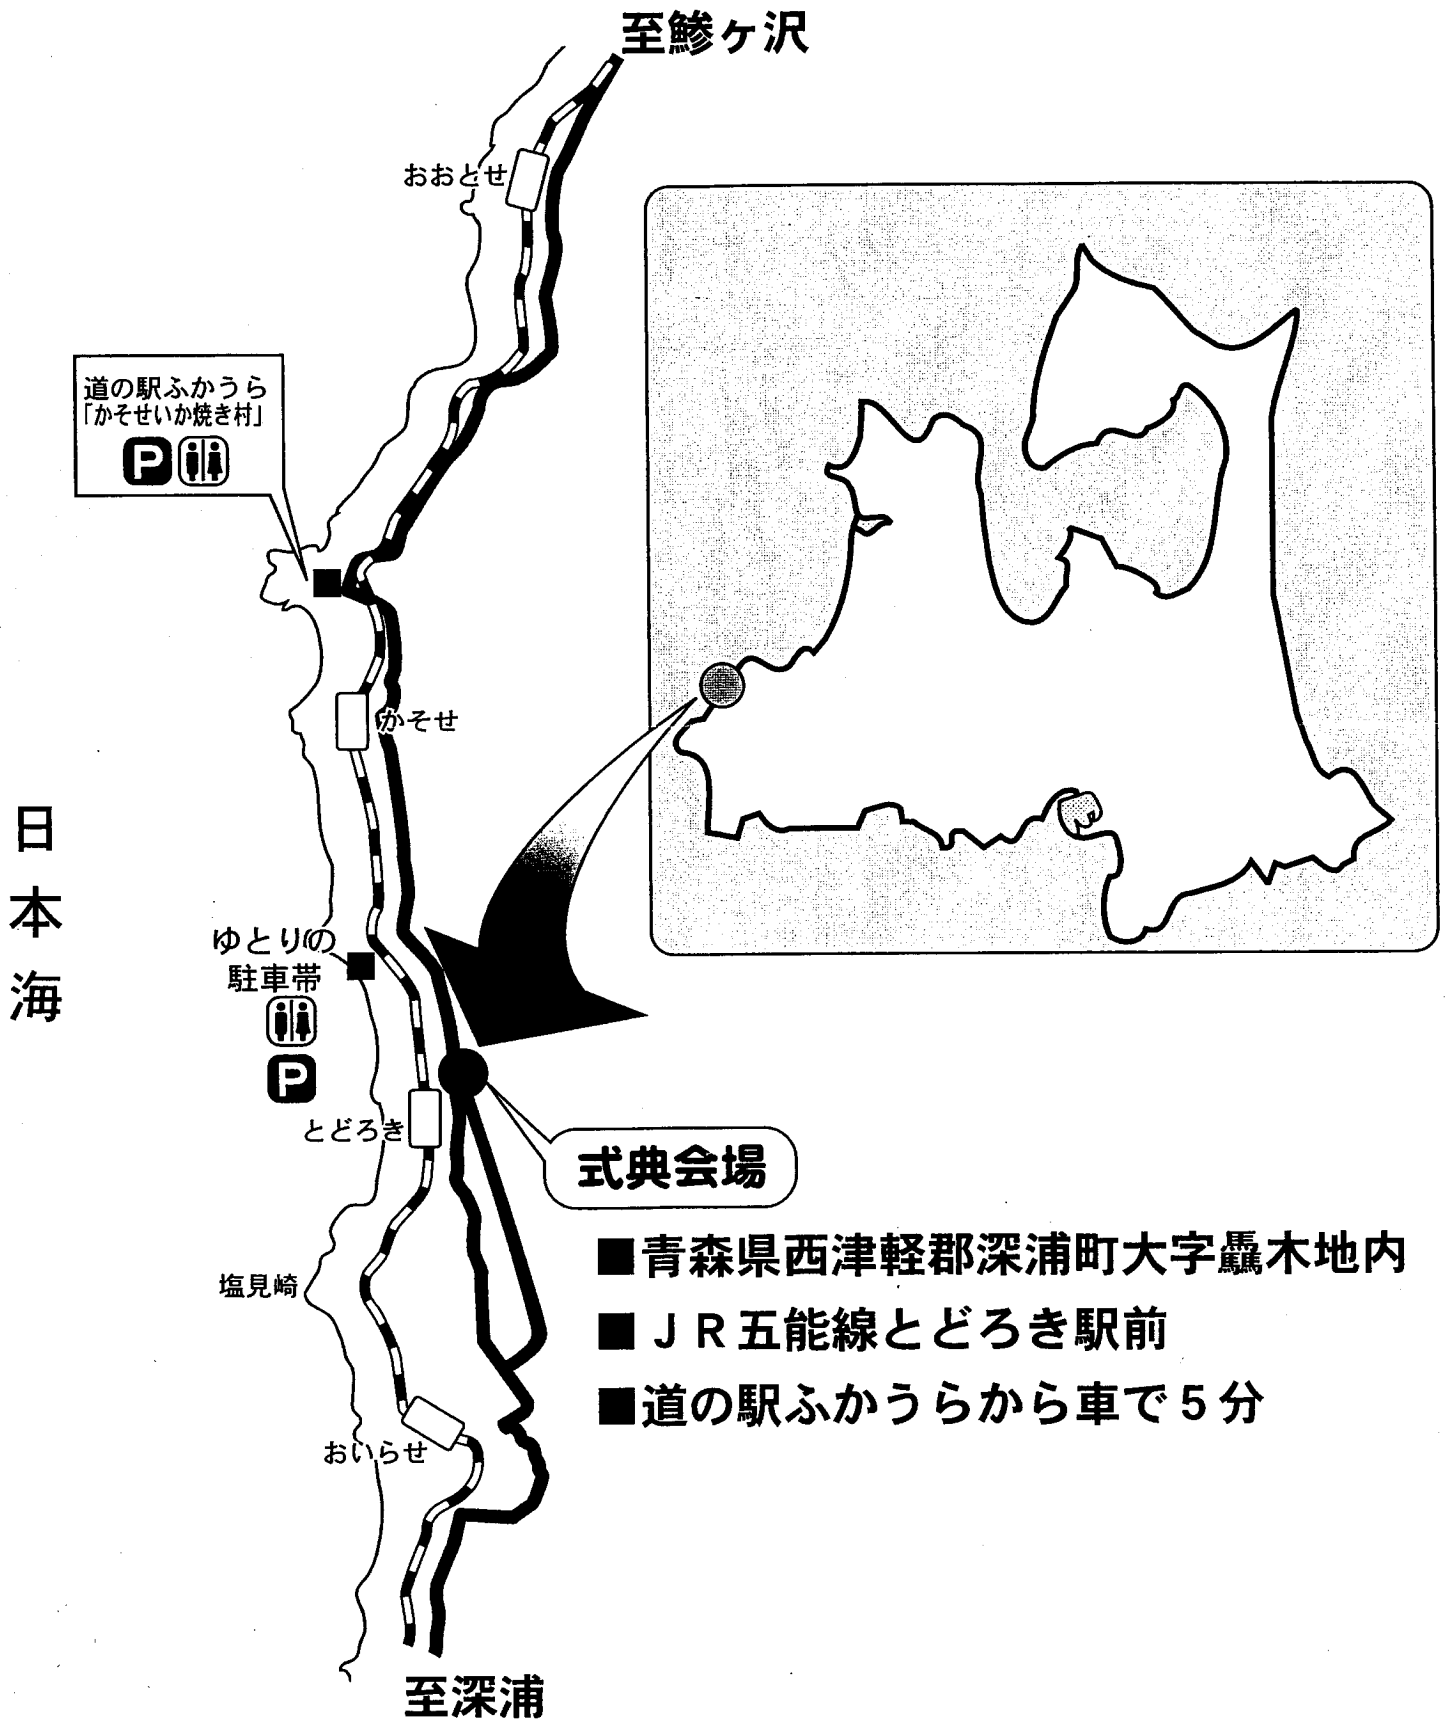 至鰺ヶ沢
おおとせ
道の駅ふかうら
「かそせいか焼き村」
P
かそせ
日本海
ゆとりの
駐車帯
P
とどろき
式典会場
■青森県西津軽郡深浦町大字轟木地内
■JR五能線とどろき駅前
■道の駅ふかうらから車で5分
塩見崎
おいらせ
至深浦